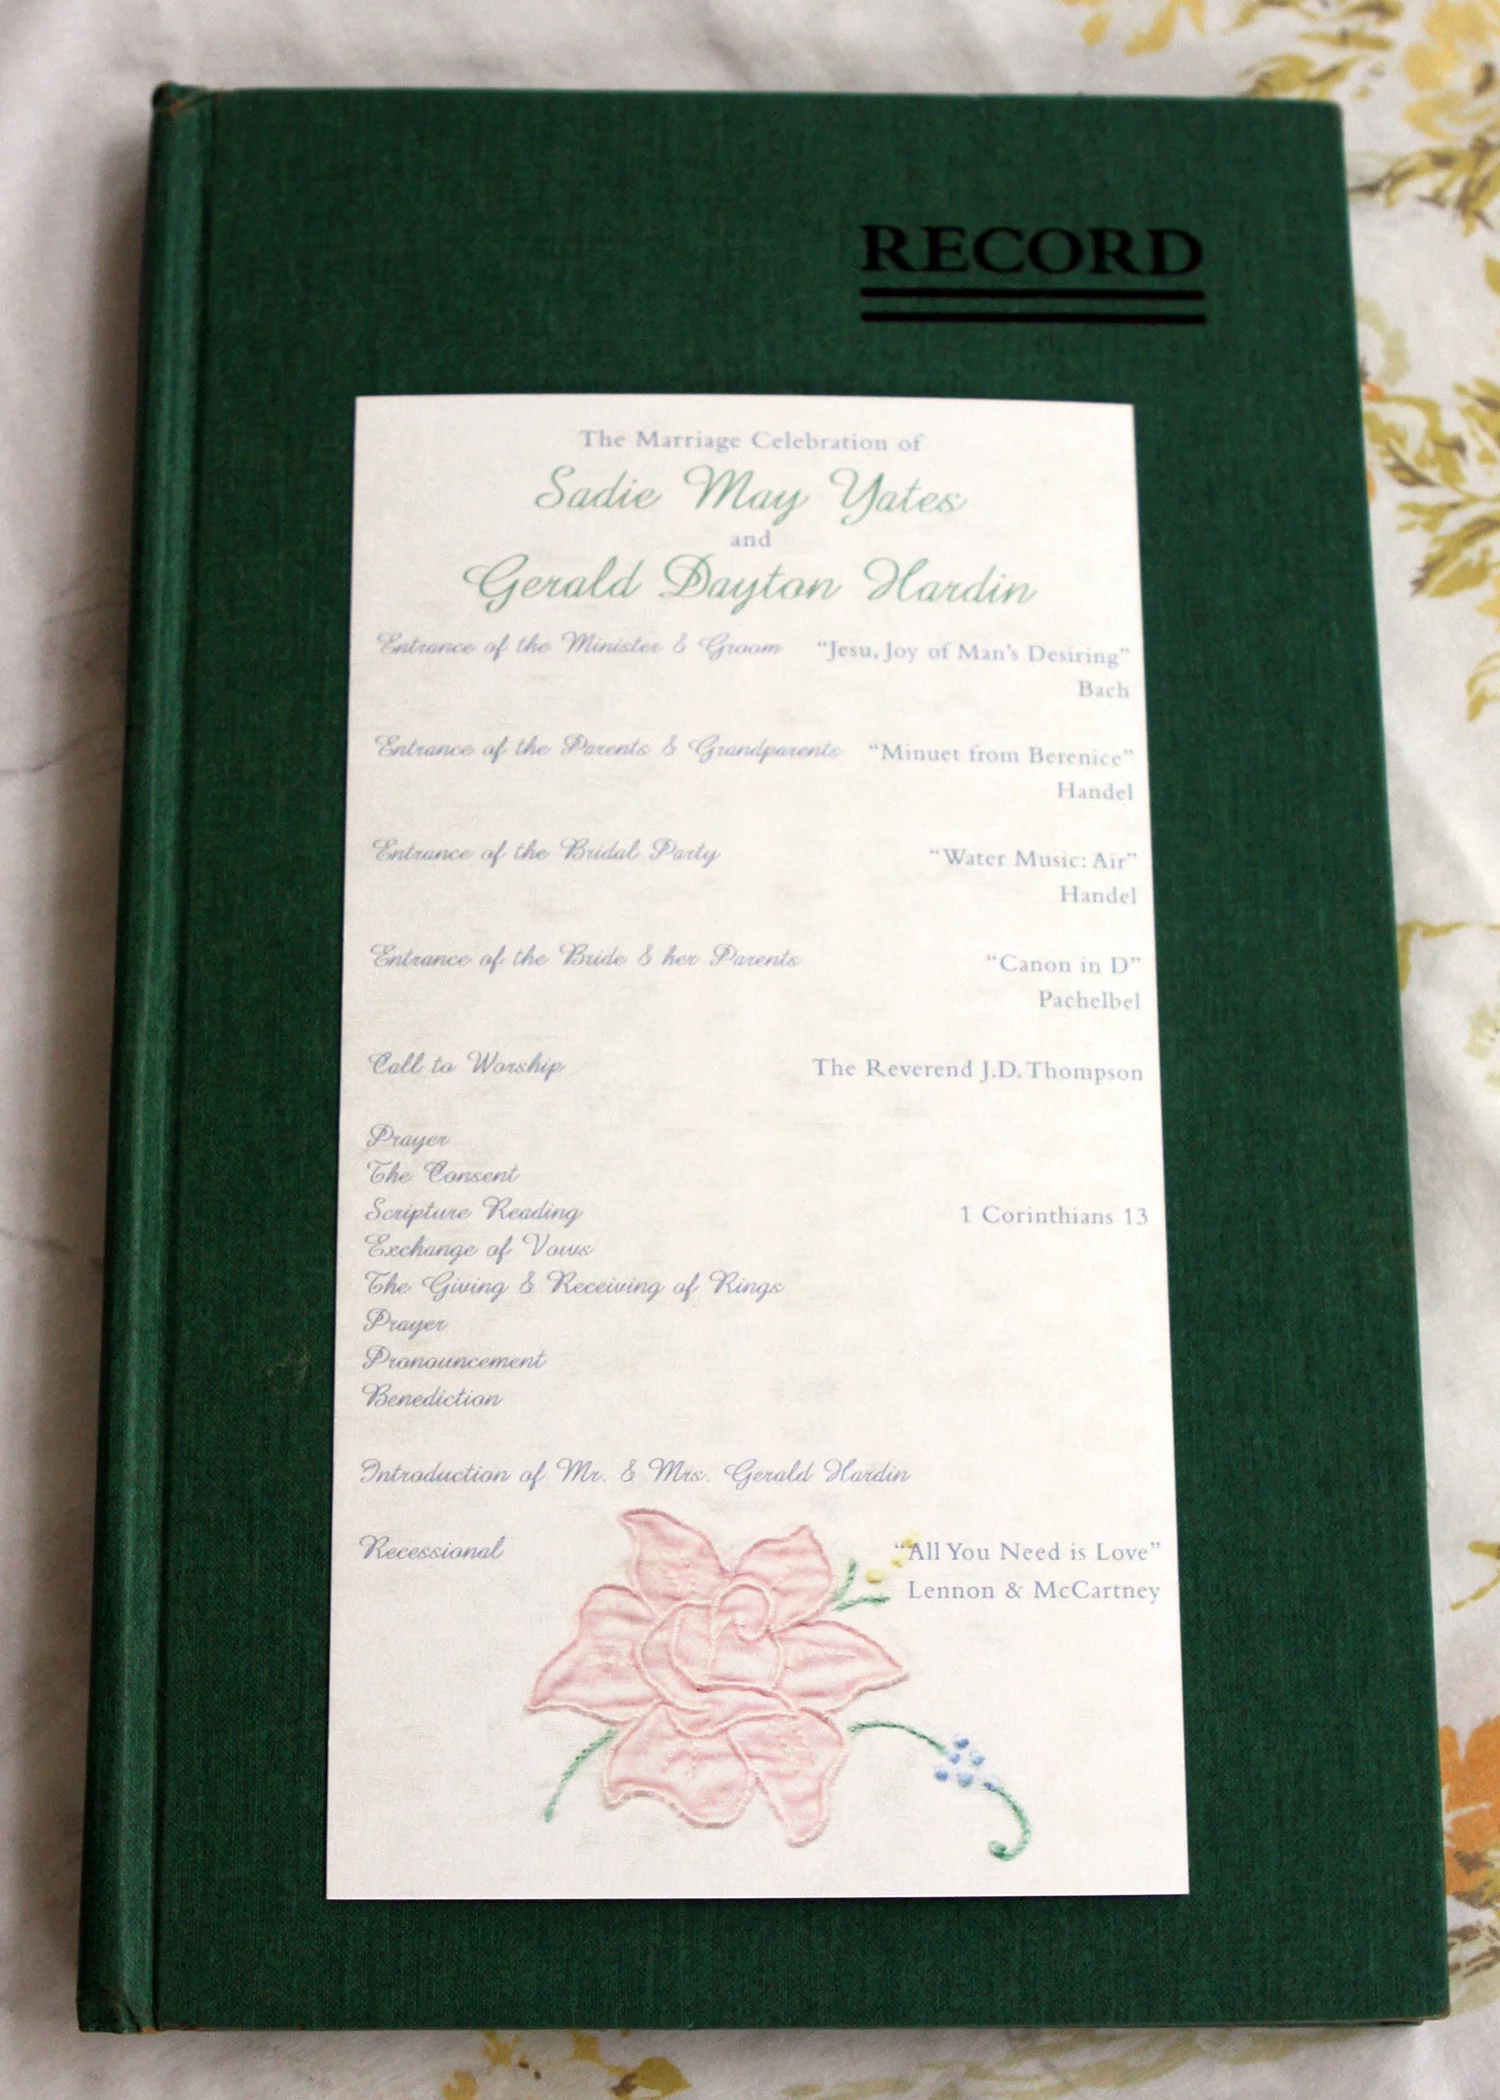 RECORD
The Marriage Celebration of
Sadie May Yates
and
Gerald Dayton Hardin
Entrance of the Minister & Groom “Jesu, Joy of Man’s Desiring”
Bach
Entrance of the Parents & Grandparents “Minuet from Berenice”
Handel
Entrance of the Bridal Party “Water Music: Air”
Handel
Entrance of the Bride & her Parents “Canon in D”
Pachelbel
Call to Worship The Reverend J.D. Thompson
Prayer
The Consent
Scripture Reading 1 Corinthians 13
Exchange of Vows
The Giving & Receiving of Rings
Prayer
Pronouncement
Benediction
Introduction of Mr. & Mrs. Gerald Hardin
Recessional “All You Need is Love”
Lennon & McCartney